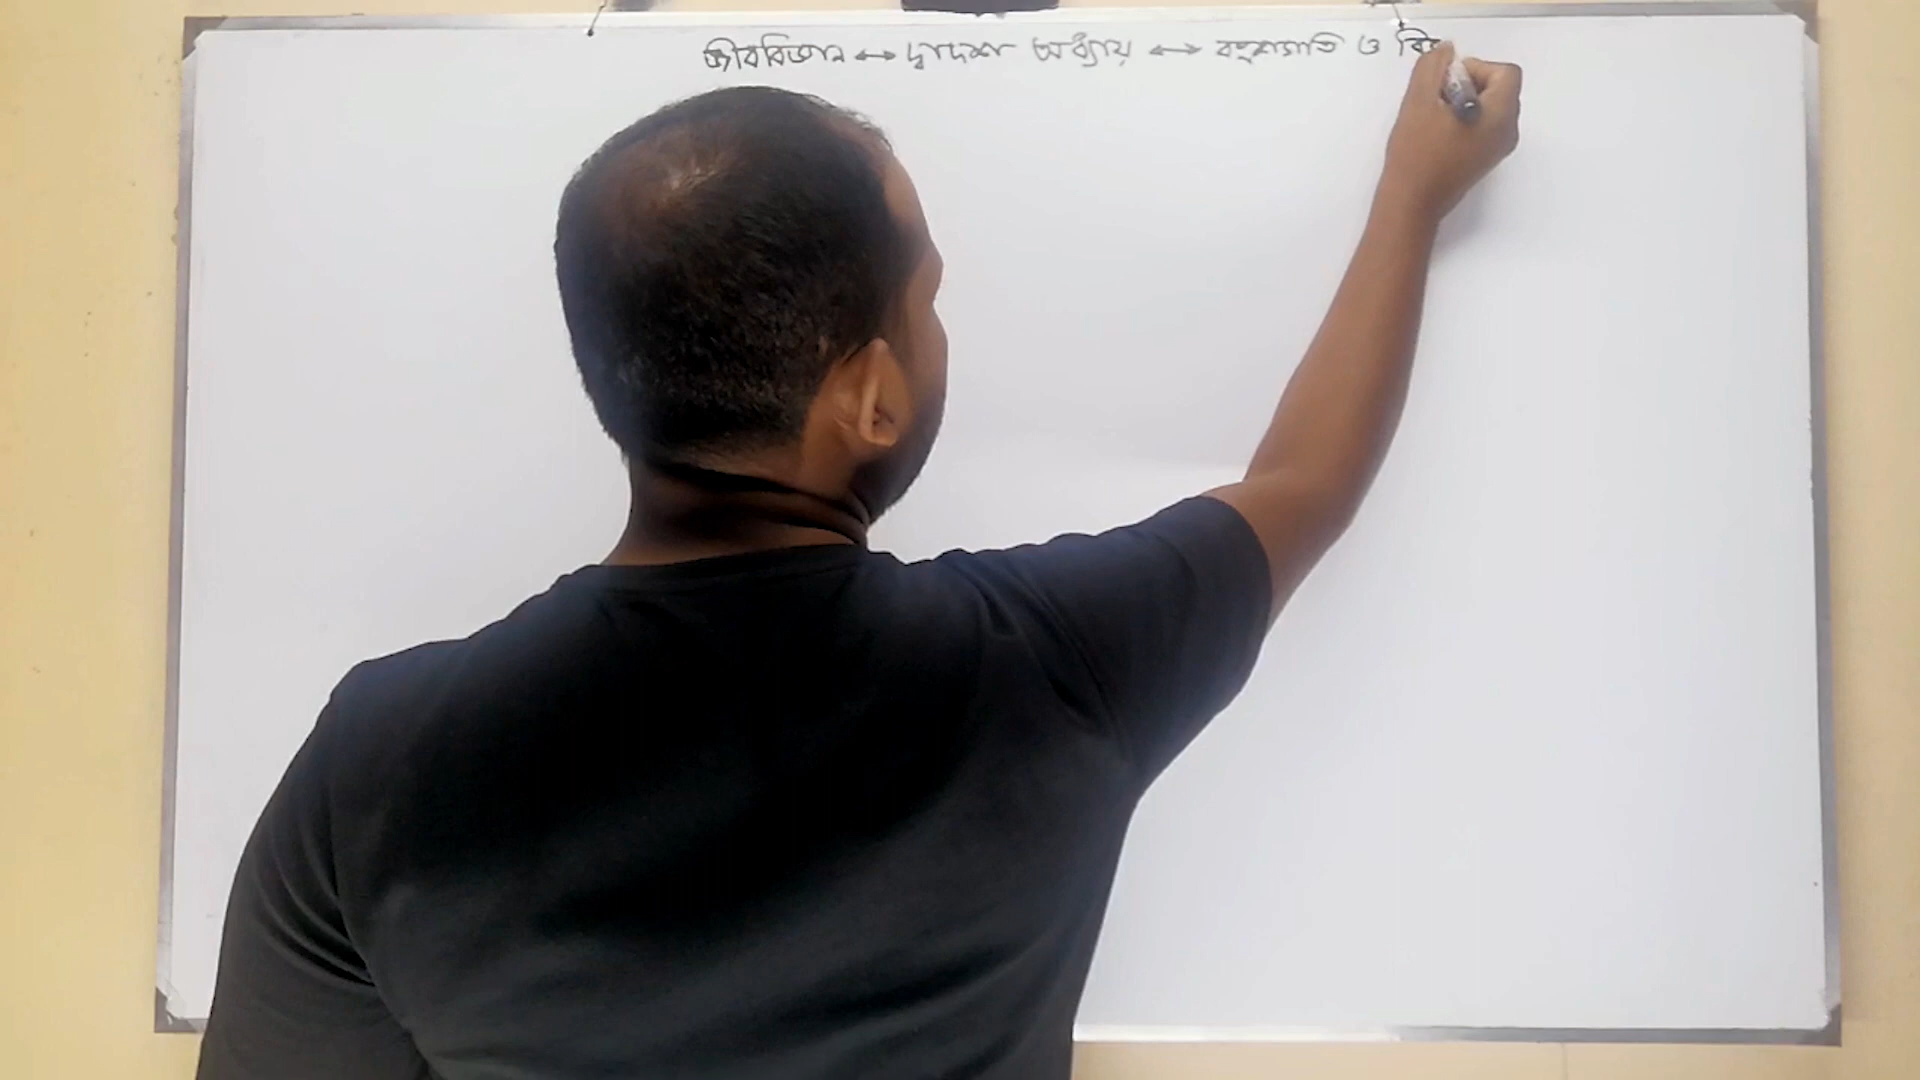 জীববিজ্ঞান ↔ দ্বাদশ অধ্যায় ↔ বংশগতি ও